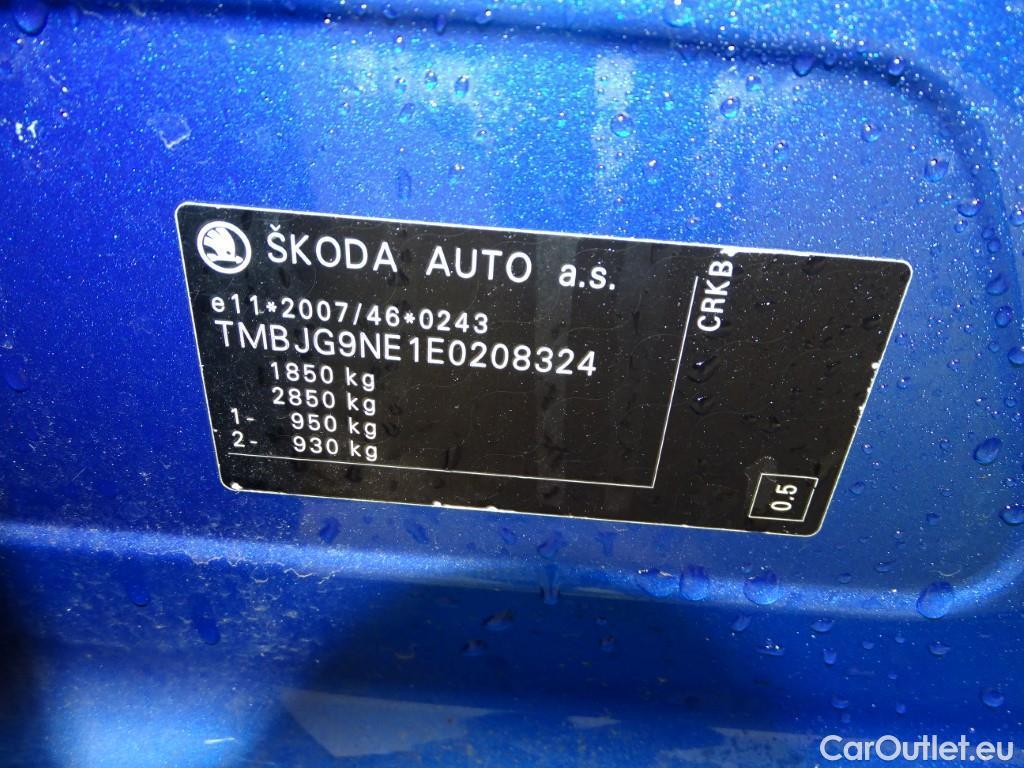 ŠKODA AUTO a.s.
e11*2007/46*0243
TMBJG9NE1E0208324
1850 kg
2850 kg
1- 950 kg
2- 930 kg
CRKB
0.5
CarOutlet.eu